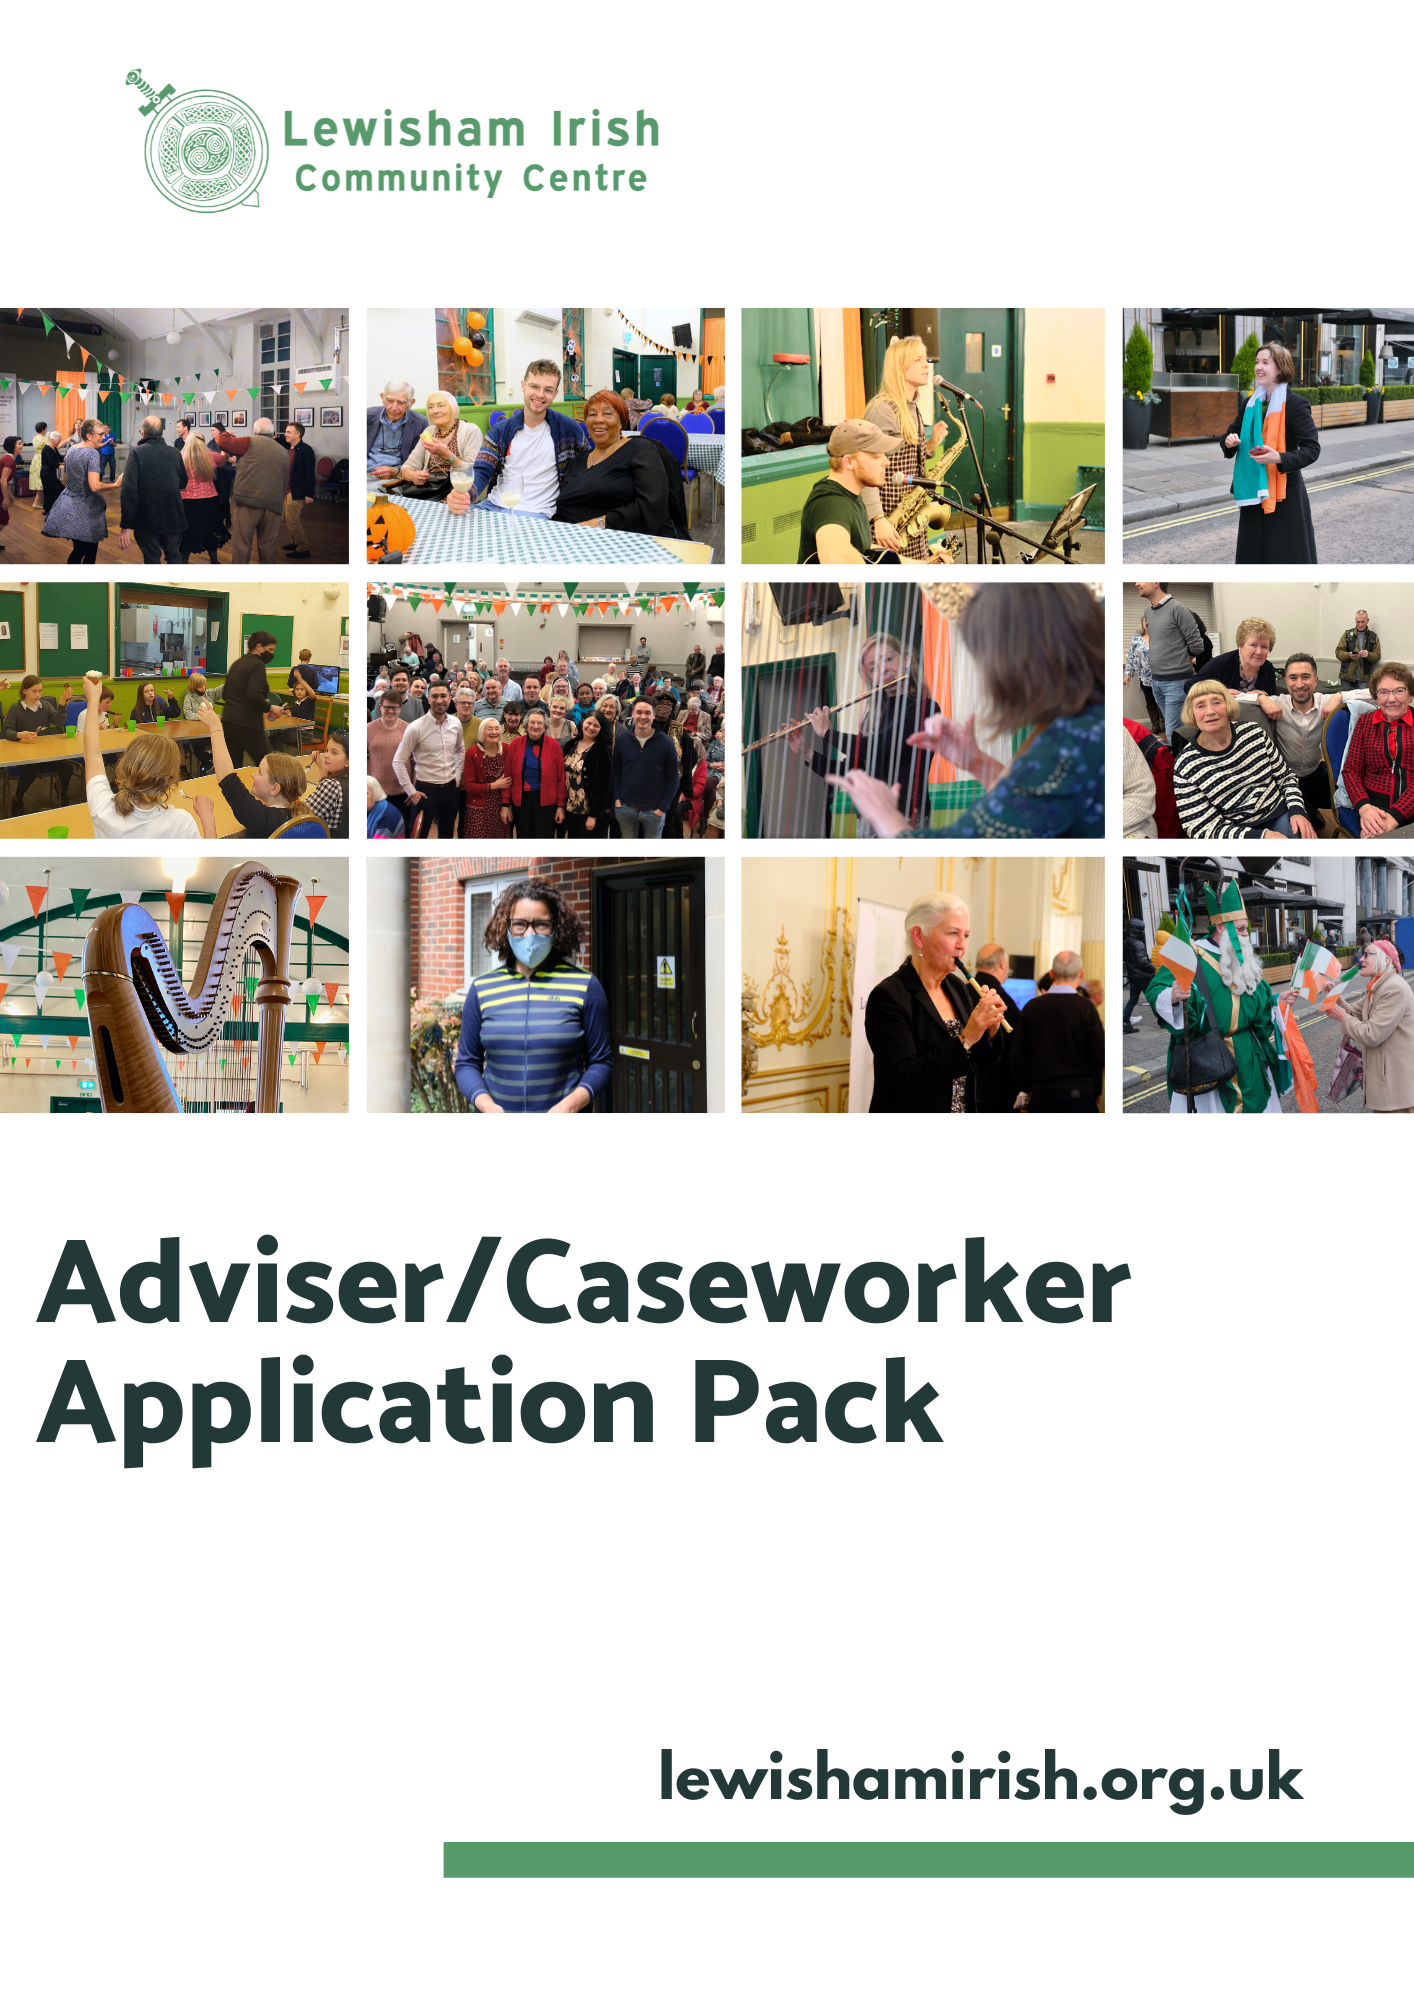 Lewisham Irish
Community Centre
Adviser/Caseworker
Application Pack
lewishamirish.org.uk